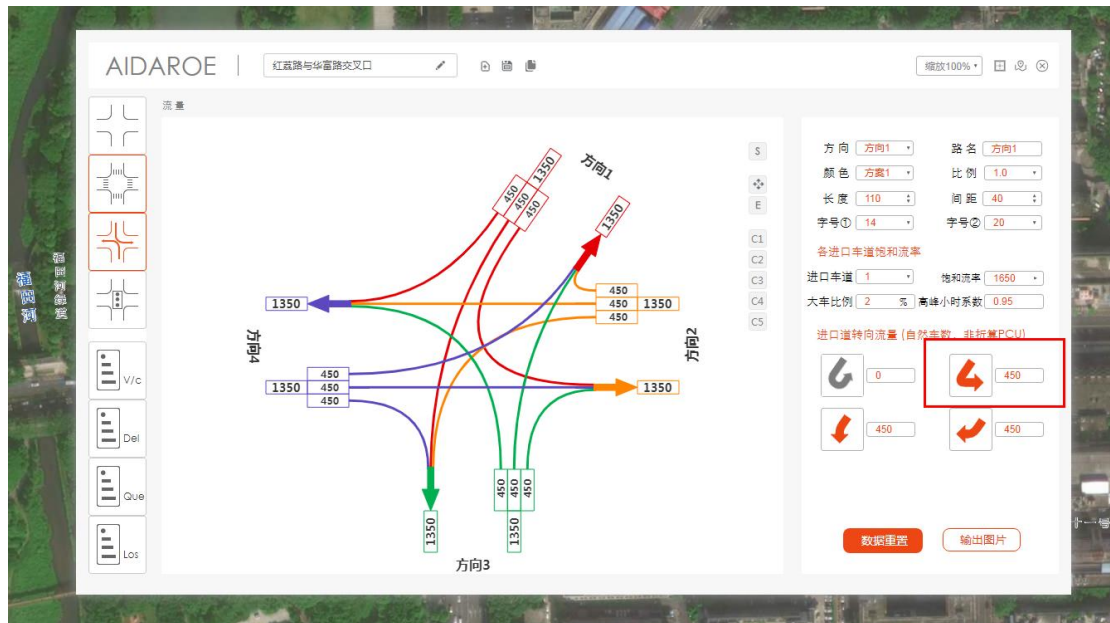 AIDAROE
红荔路与华富路交叉口
缩放100%
流量
V/c
Del
Que
Los
方向1
1350
450
450
450
1350
450
450
450
1350
1350
方向2
1350
方向4
450
450
450
1350
450
450
450
1350
1350
方向3
S
E
C1
C2
C3
C4
C5
方向 方向1 路名 方向1
颜色 方案1 比例 1.0
长度 110 间距 40
字号① 14 字号② 20
各进口车道饱和流率
进口车道 1 饱和流率 1650
大车比例 2 % 高峰小时系数 0.95
进口道转向流量 (自然车数、非折算PCU)
0 450
450 450
数据重置 输出图片